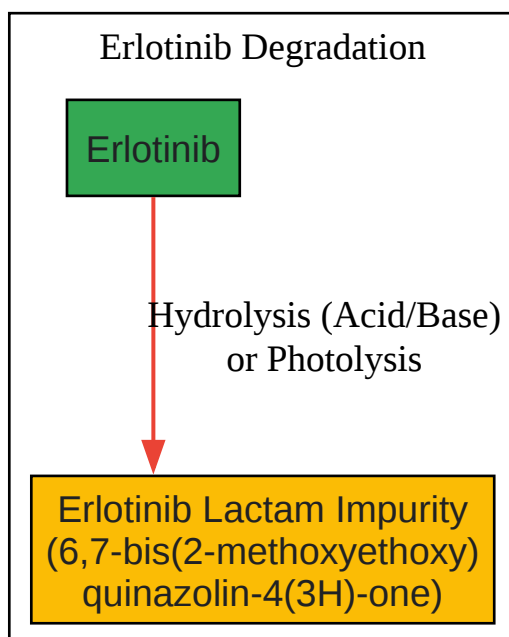 Erlotinib Degradation
Erlotinib
Hydrolysis (Acid/Base)
or Photolysis
Erlotinib Lactam Impurity
(6,7-bis(2-methoxyethoxy)
quinazolin-4(3H)-one)